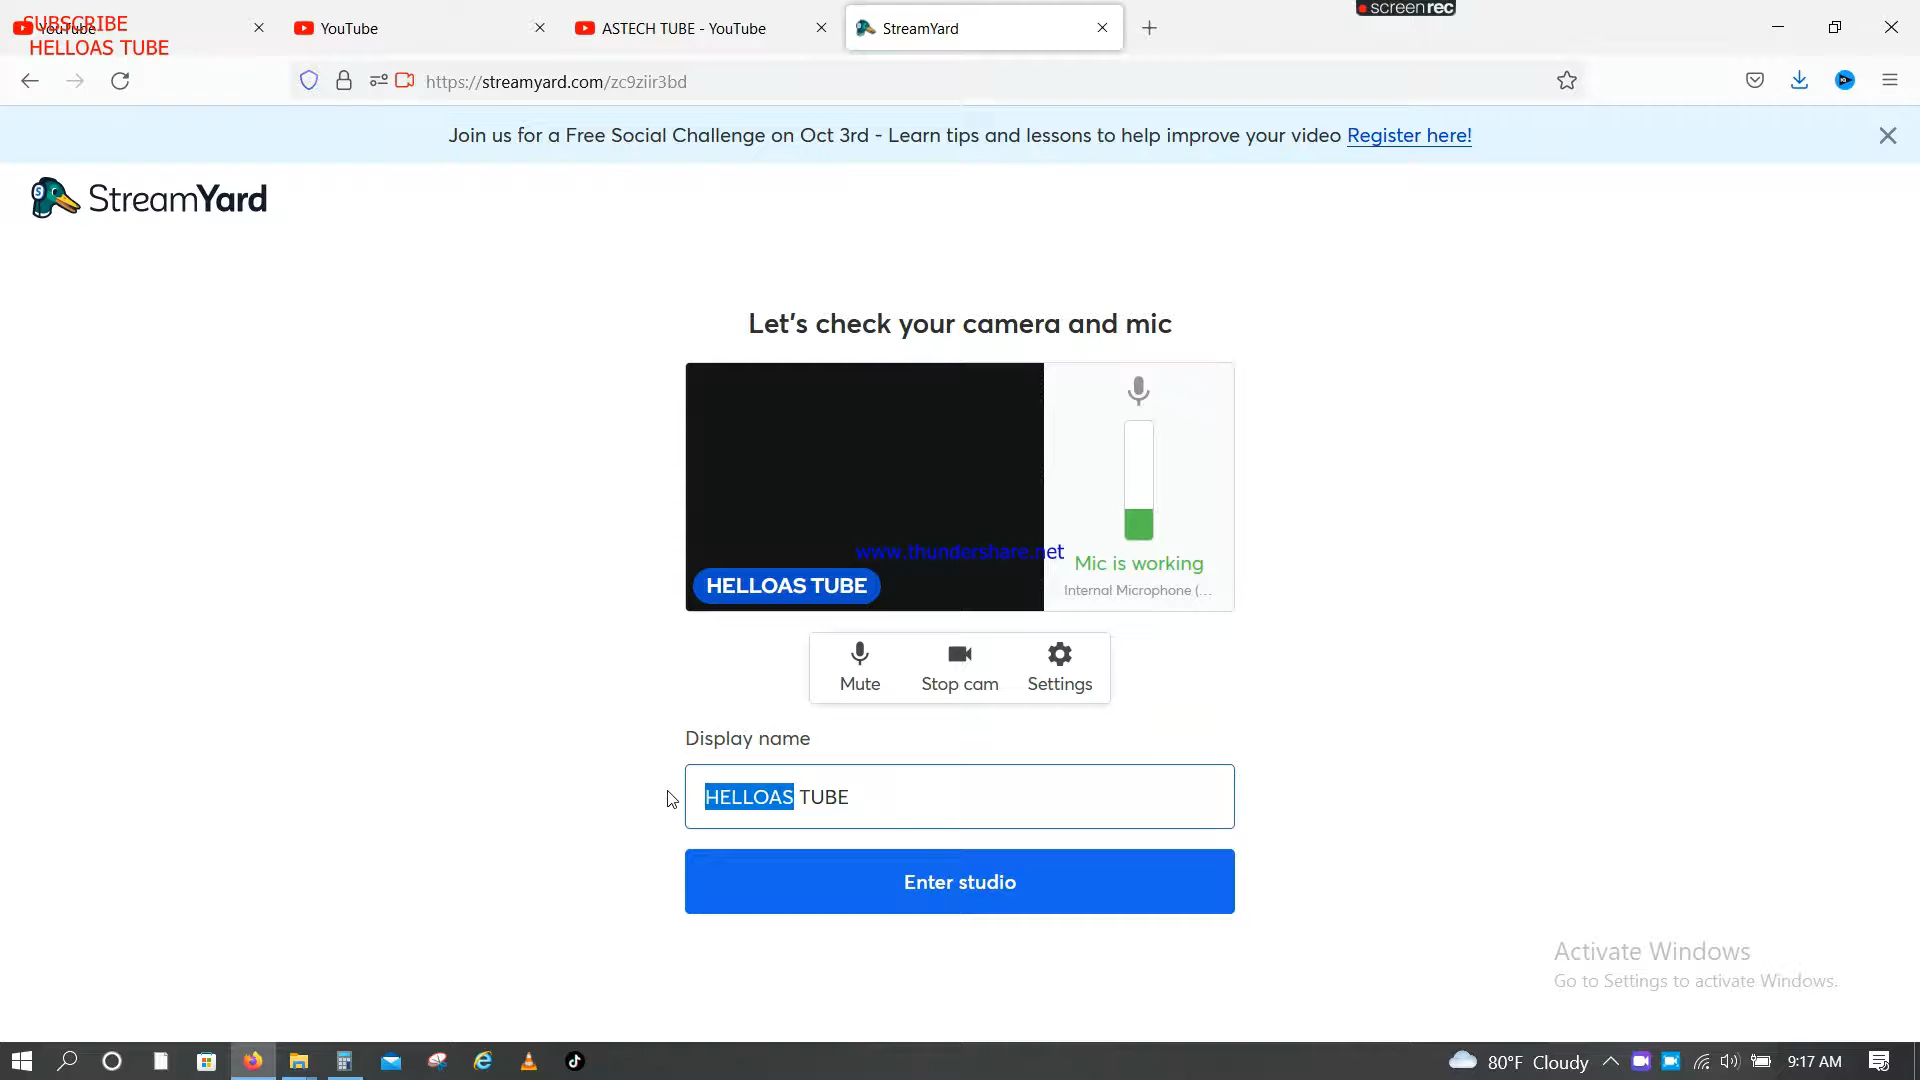 SUBSCRIBE
HELLOAS TUBE
YouTube
YouTube
ASTECH TUBE - YouTube
StreamYard
screenrec
https://streamyard.com/zc9ziir3bd
Join us for a Free Social Challenge on Oct 3rd - Learn tips and lessons to help improve your video Register here!
StreamYard
Let's check your camera and mic
www.thundershare.net
Mic is working
HELLOAS TUBE
Internal Microphone (...
Mute
Stop cam
Settings
Display name
HELLOAS TUBE
Enter studio
Activate Windows
Go to Settings to activate Windows.
80°F Cloudy
9:17 AM